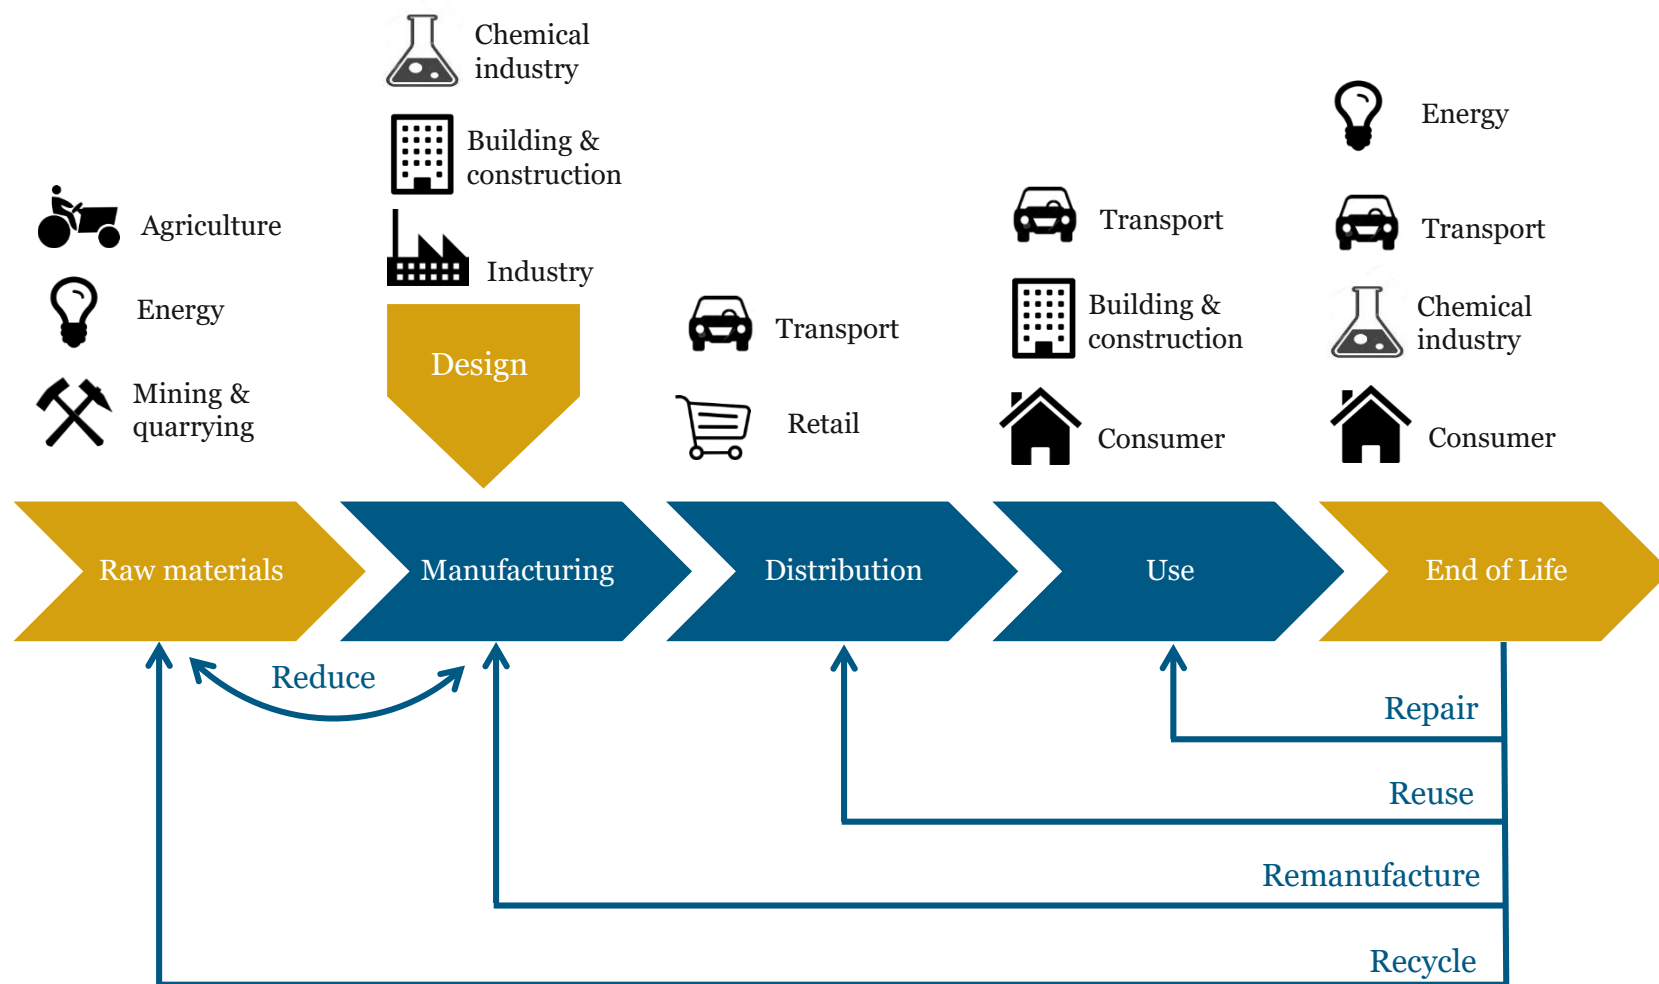 Chemical
industry
Building &
construction
Industry
Agriculture
Energy
Mining &
quarrying
Design
Transport
Retail
Transport
Building &
construction
Consumer
Energy
Transport
Chemical
industry
Consumer
Raw materials
Manufacturing
Distribution
Use
End of Life
Reduce
Repair
Reuse
Remanufacture
Recycle